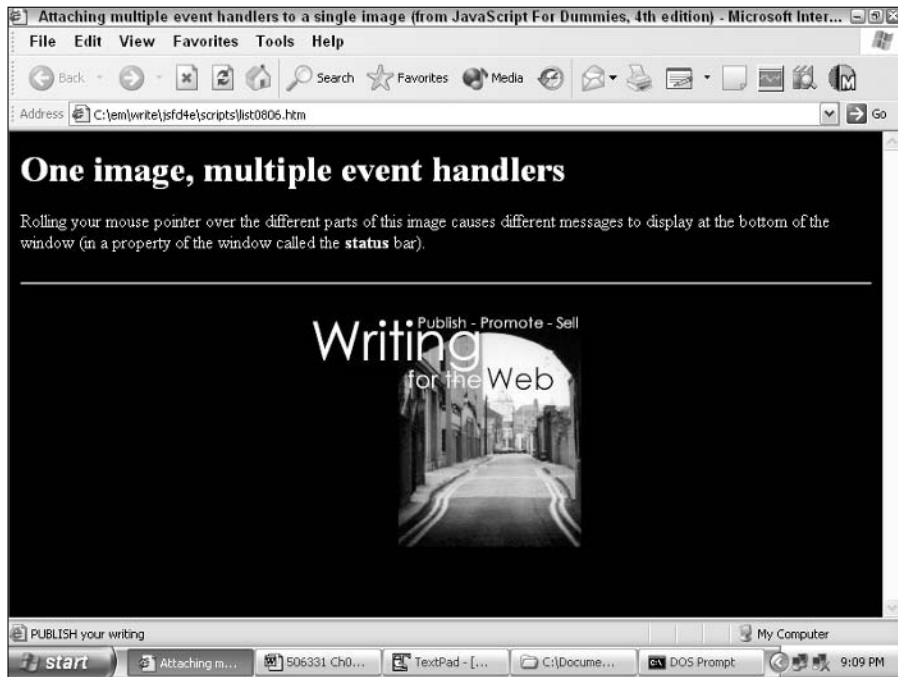 Attaching multiple event handlers to a single image (from JavaScript For Dummies, 4th edition) - Microsoft Inter...
File Edit View Favorites Tools Help
Back Search Favorites Media
Address C:\em\write\jsfd4e\scripts\list0806.htm Go
One image, multiple event handlers
Rolling your mouse pointer over the different parts of this image causes different messages to display at the bottom of the
window (in a property of the window called the status bar).
Publish - Promote - Sell
Writing
for the Web
PUBLISH your writing My Computer
start Attaching m... 506331 Ch0... TextPad - [... C:\Docume... DOS Prompt 9:09 PM